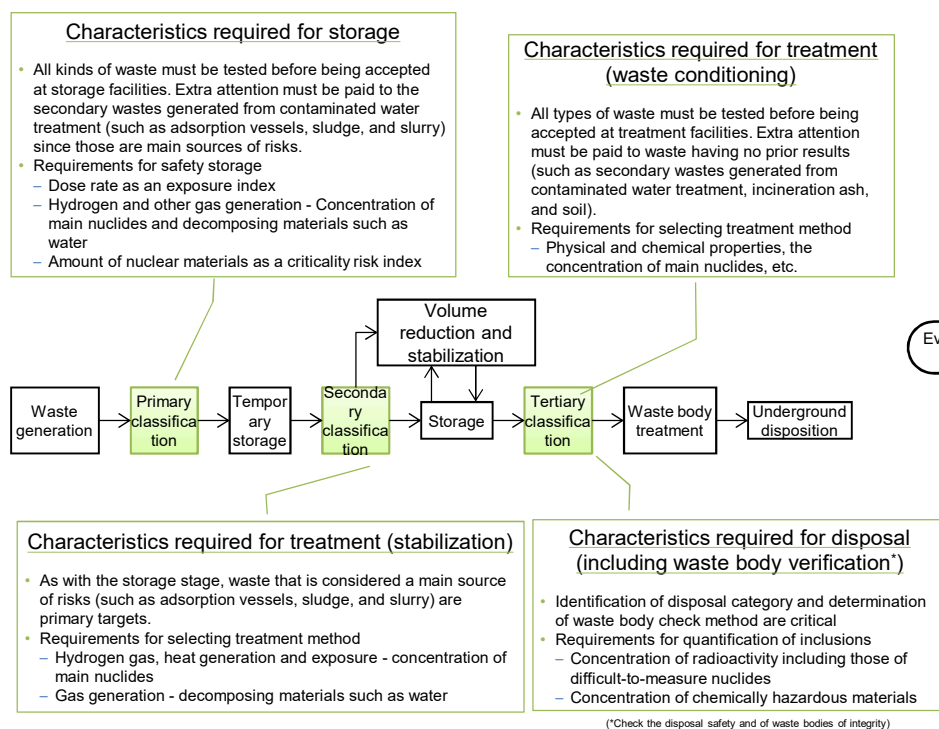 Characteristics required for storage
• All kinds of waste must be tested before being accepted
at storage facilities. Extra attention must be paid to the
secondary wastes generated from contaminated water
treatment (such as adsorption vessels, sludge, and slurry)
since those are main sources of risks.
• Requirements for safety storage
– Dose rate as an exposure index
– Hydrogen and other gas generation - Concentration of
main nuclides and decomposing materials such as
water
– Amount of nuclear materials as a criticality risk index
Characteristics required for treatment
(waste conditioning)
• All types of waste must be tested before being
accepted at treatment facilities. Extra attention
must be paid to waste having no prior results
(such as secondary wastes generated from
contaminated water treatment, incineration ash,
and soil).
• Requirements for selecting treatment method
– Physical and chemical properties, the
concentration of main nuclides, etc.
Volume
reduction and
stabilization
Ev
Waste
generation
Primary
classifica
tion
Tempor
ary
storage
Seconda
ry
classifica
tion
Storage
Tertiary
classifica
tion
Waste body
treatment
Underground
disposition
Characteristics required for treatment (stabilization)
• As with the storage stage, waste that is considered a main source
of risks (such as adsorption vessels, sludge, and slurry) are
primary targets.
• Requirements for selecting treatment method
– Hydrogen gas, heat generation and exposure - concentration of
main nuclides
– Gas generation - decomposing materials such as water
Characteristics required for disposal
(including waste body verification*)
• Identification of disposal category and determination
of waste body check method are critical
• Requirements for quantification of inclusions
– Concentration of radioactivity including those of
difficult-to-measure nuclides
– Concentration of chemically hazardous materials
(*Check the disposal safety and of waste bodies of integrity)